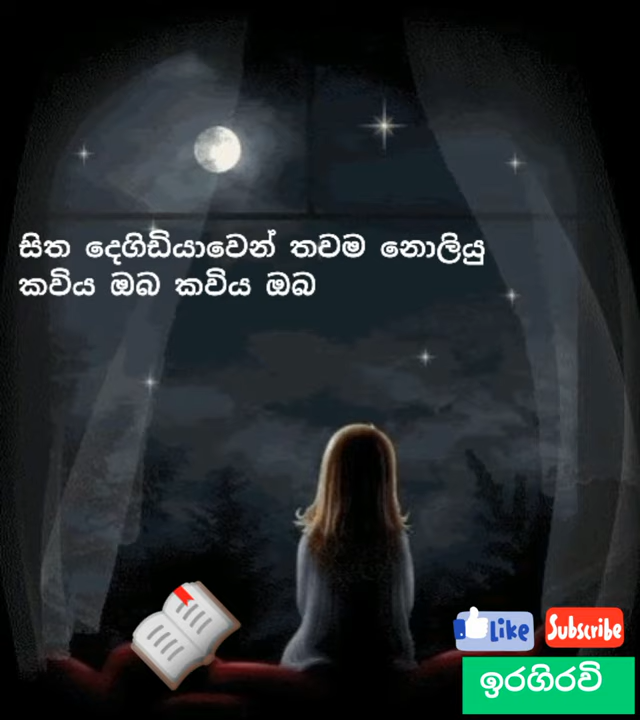 සිත දෙගිඩියාවෙන් තවම නොලියු
කවිය ඔබ කවිය ඔබ
Like
Subscribe
ඉරගිරවි